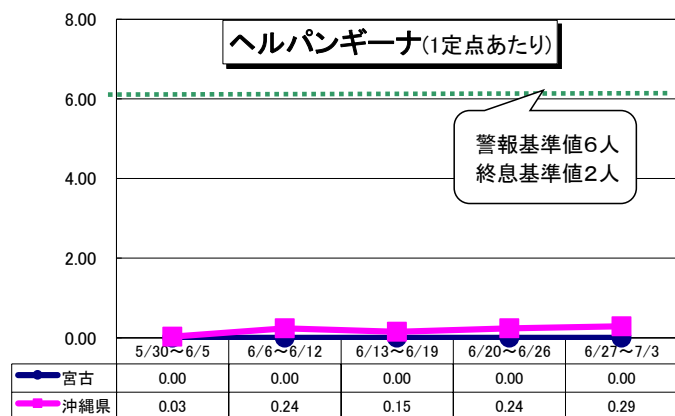 ヘルパンギーナ(1定点あたり)
8.00
6.00
4.00
2.00
0.00
警報基準値6人
終息基準値2人
5/30～6/5 6/6～6/12 6/13～6/19 6/20～6/26 6/27～7/3
宮古 0.00 0.00 0.00 0.00 0.00
沖縄県 0.03 0.24 0.15 0.24 0.29